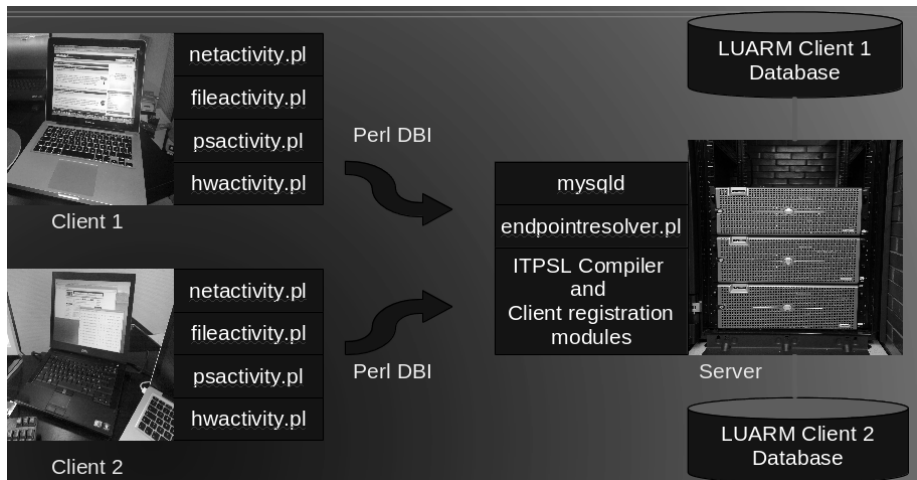 netactivity.pl
fileactivity.pl
psactivity.pl
hwactivity.pl
Client 1
Perl DBI
LUARM Client 1
Database
mysqld
endpointresolver.pl
ITPSL Compiler
and
Client registration
modules
Server
netactivity.pl
fileactivity.pl
psactivity.pl
hwactivity.pl
Client 2
Perl DBI
LUARM Client 2
Database